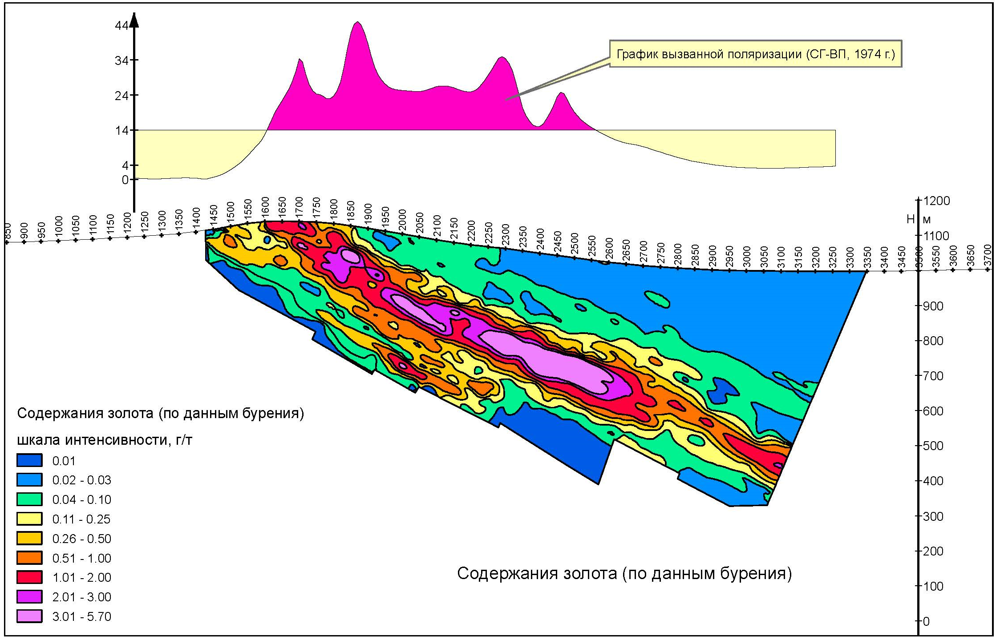 44
34
24
14
4
0
График вызванной поляризации (СГ-ВП, 1974 г.)
850 900 950 1000 1050 1100 1150 1200 1250 1300 1350 1400 1450 1500 1550 1600 1650 1700 1750 1800 1850 1900 1950 2000 2050 2100 2150 2200 2250 2300 2350 2400 2450 2500 2550 2600 2650 2700 2750 2800 2850 2900 2950 3000 3050 3100 3150 3200 3250 3300 3350 3400 3450 3500 3550 3600 3650 3700
1200
Н м
1100
900
800
700
600
500
400
300
200
100
0
Содержания золота (по данным бурения)
шкала интенсивности, г/т
0.01
0.02 - 0.03
0.04 - 0.10
0.11 - 0.25
0.26 - 0.50
0.51 - 1.00
1.01 - 2.00
2.01 - 3.00
3.01 - 5.70
Содержания золота (по данным бурения)